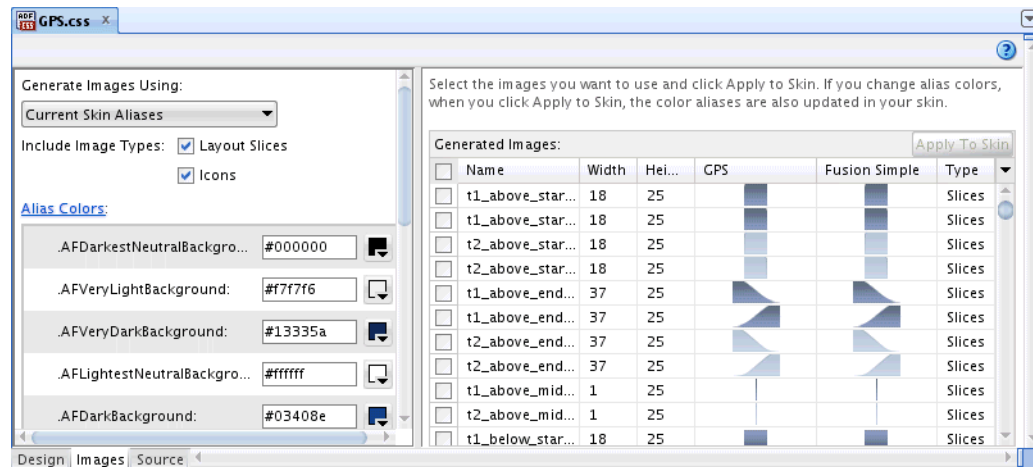 ADF
CSS
GPS.css x
?
Generate Images Using:
Current Skin Aliases
Include Image Types: Layout Slices
Icons
Alias Colors:
.AFDarkestNeutralBackgro... #000000
.AFVeryLightBackground: #f7f7f6
.AFVeryDarkBackground: #13335a
.AFLightestNeutralBackgro... #ffffff
.AFDarkBackground: #03408e
Select the images you want to use and click Apply to Skin. If you change alias colors,
when you click Apply to Skin, the color aliases are also updated in your skin.
Generated Images: Apply To Skin
Name Width Hei... GPS Fusion Simple Type
t1_above_star... 18 25 Slices
t1_above_star... 18 25 Slices
t2_above_star... 18 25 Slices
t2_above_star... 18 25 Slices
t1_above_end... 37 25 Slices
t1_above_end... 37 25 Slices
t2_above_end... 37 25 Slices
t2_above_end... 37 25 Slices
t1_above_mid... 1 25 Slices
t2_above_mid... 1 25 Slices
t1_below_star... 18 25 Slices
Design Images Source